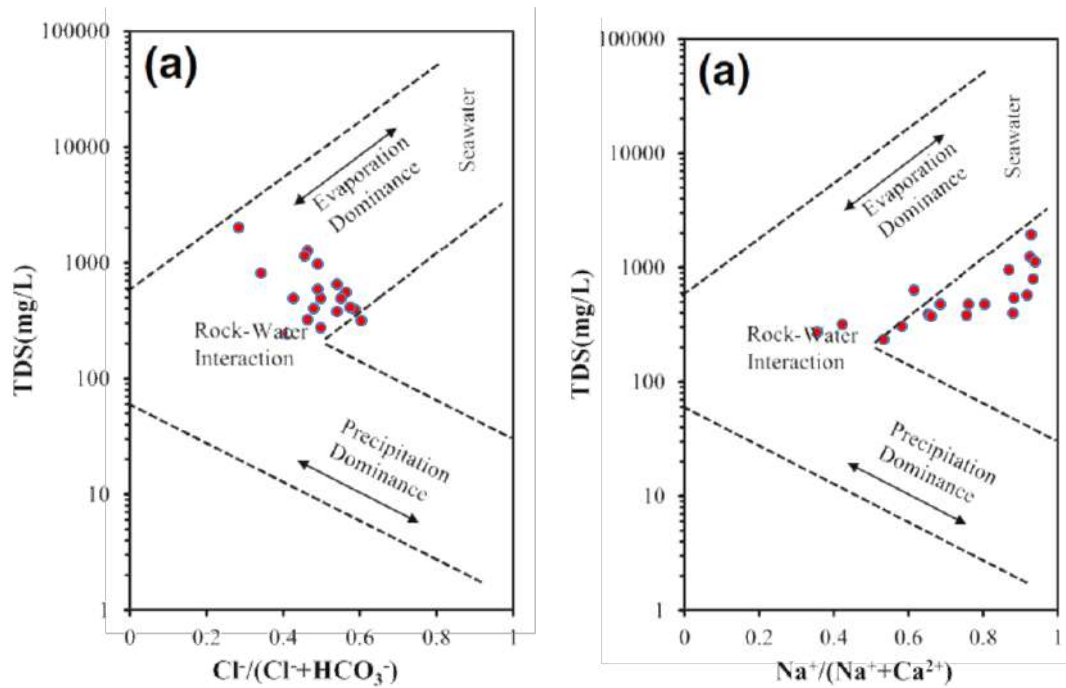 (a)
100000
10000
1000
100
10
1
TDS(mg/L)
Seawater
Evaporation
Dominance
Rock-Water
Interaction
Precipitation
Dominance
0
0.2
0.4
0.6
0.8
1
Cl⁻/(Cl⁻+HCO₃⁻)
(a)
100000
10000
1000
100
10
1
TDS(mg/L)
Seawater
Evaporation
Dominance
Rock-Water
Interaction
Precipitation
Dominance
0
0.2
0.4
0.6
0.8
1
Na⁺/(Na⁺+Ca²⁺)